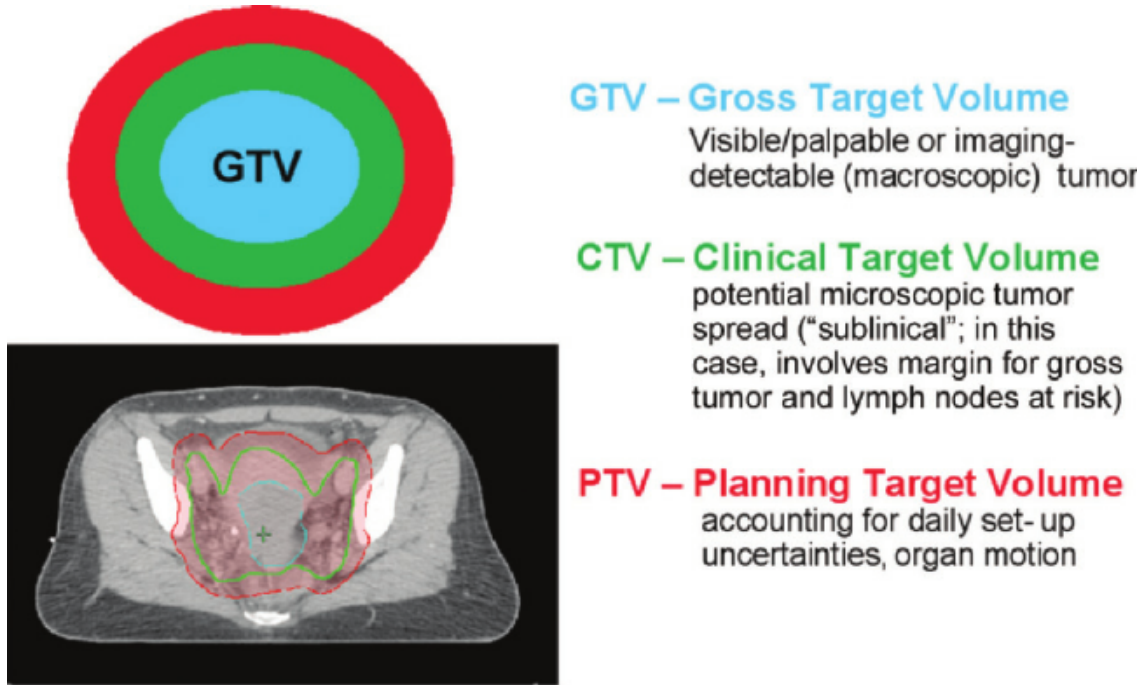 GTV
GTV – Gross Target Volume
Visible/palpable or imaging-
detectable (macroscopic) tumor
CTV – Clinical Target Volume
potential microscopic tumor
spread (“sublinical”; in this
case, involves margin for gross
tumor and lymph nodes at risk)
PTV – Planning Target Volume
accounting for daily set-up
uncertainties, organ motion